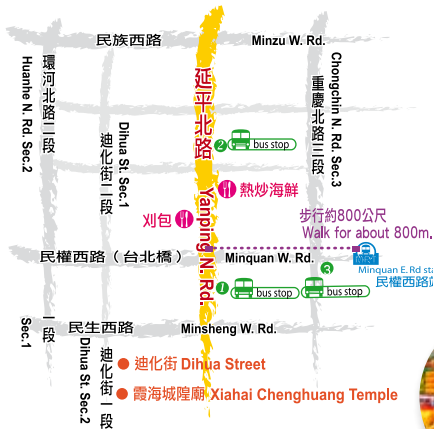 民族西路 Minzu W. Rd.
環河北路二段
Huanhe N. Rd. Sec.2
迪化街二段
Dihua St. Sec.1
延平北路
Yanping N. Rd.
重慶北路三段
Chongchin N. Rd. Sec.3
2 bus stop
熱炒海鮮
刈包
步行約800公尺
Walk for about 800m.
民權西路（台北橋） Minquan W. Rd.
3
Minquan E. Rd sta
民權西路
1 bus stop
bus stop
一段
Sec.1
民生西路 Minsheng W. Rd.
迪化街一段
Dihua St. Sec.2
迪化街 Dihua Street
霞海城隍廟 Xiahai Chenghuang Temple